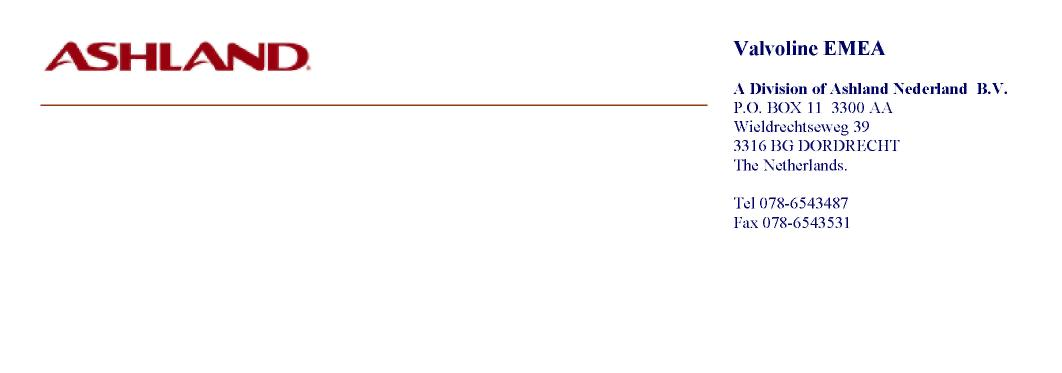 ASHLAND.
Valvoline EMEA
A Division of Ashland Nederland B.V.
P.O. BOX 11 3300 AA
Wieldrechtseweg 39
3316 BG DORDRECHT
The Netherlands.
Tel 078-6543487
Fax 078-6543531